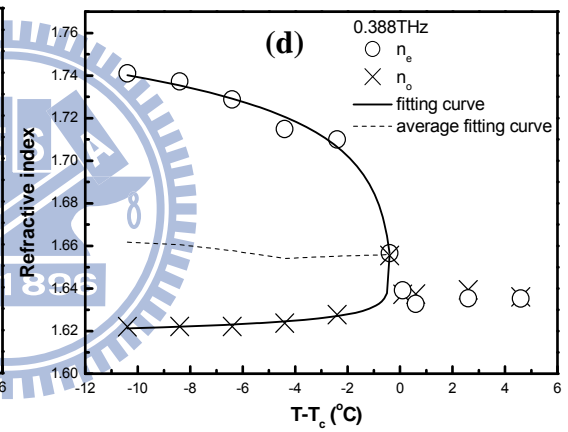 (d)
0.388THz
n_e
n_o
fitting curve
average fitting curve
Refractive index
1.76
1.74
1.72
1.70
1.68
1.66
1.64
1.62
1.60
-12 -10 -8 -6 -4 -2 0 2 4 6
T-T_c (°C)
6
1896